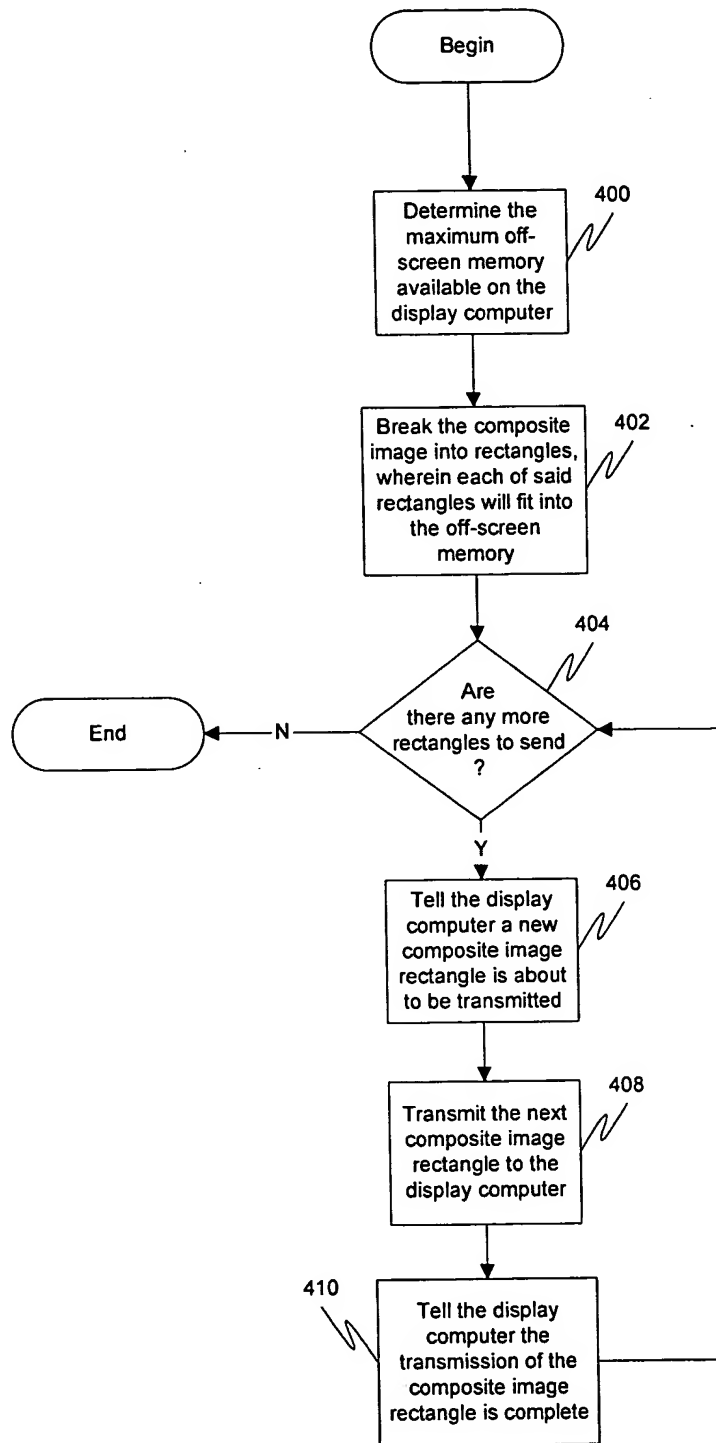 Begin
400
Determine the
maximum off-
screen memory
available on the
display computer
402
Break the composite
image into rectangles,
wherein each of said
rectangles will fit into
the off-screen
memory
404
Are
there any more
rectangles to send
?
End
N
Y
406
Tell the display
computer a new
composite image
rectangle is about
to be transmitted
408
Transmit the next
composite image
rectangle to the
display computer
410
Tell the display
computer the
transmission of the
composite image
rectangle is complete